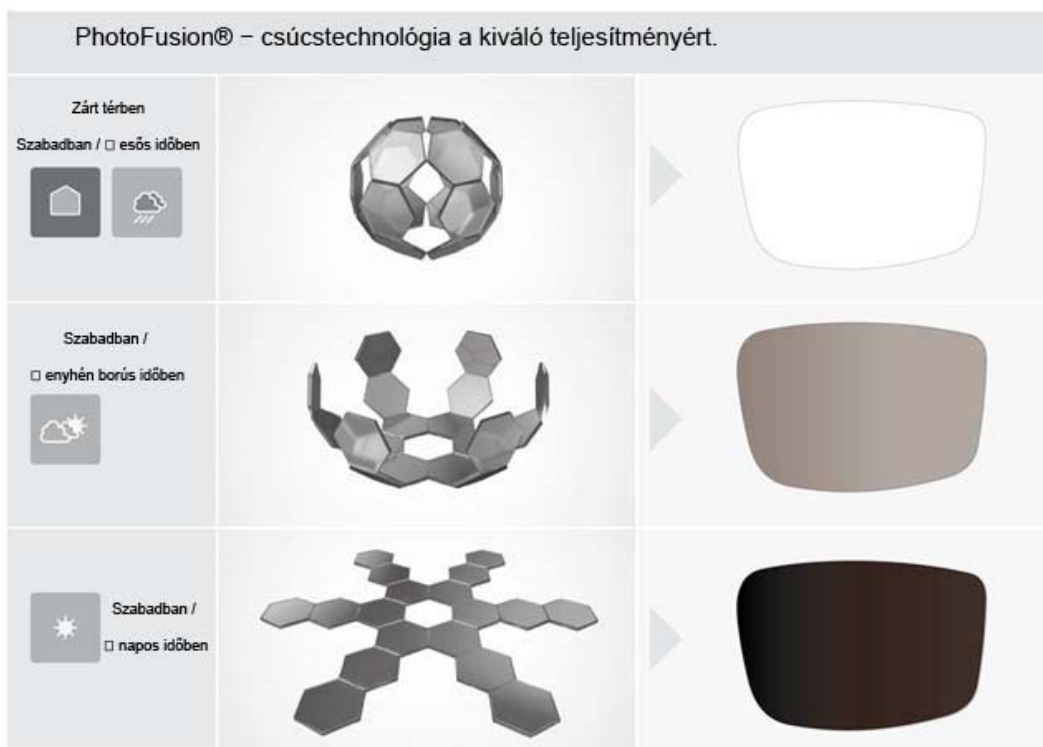 PhotoFusion® – csúcstechnológia a kiváló teljesítményért.
Zárt térben
Szabadban / □ esős időben
Szabadban /
□ enyhén borús időben
Szabadban /
□ napos időben